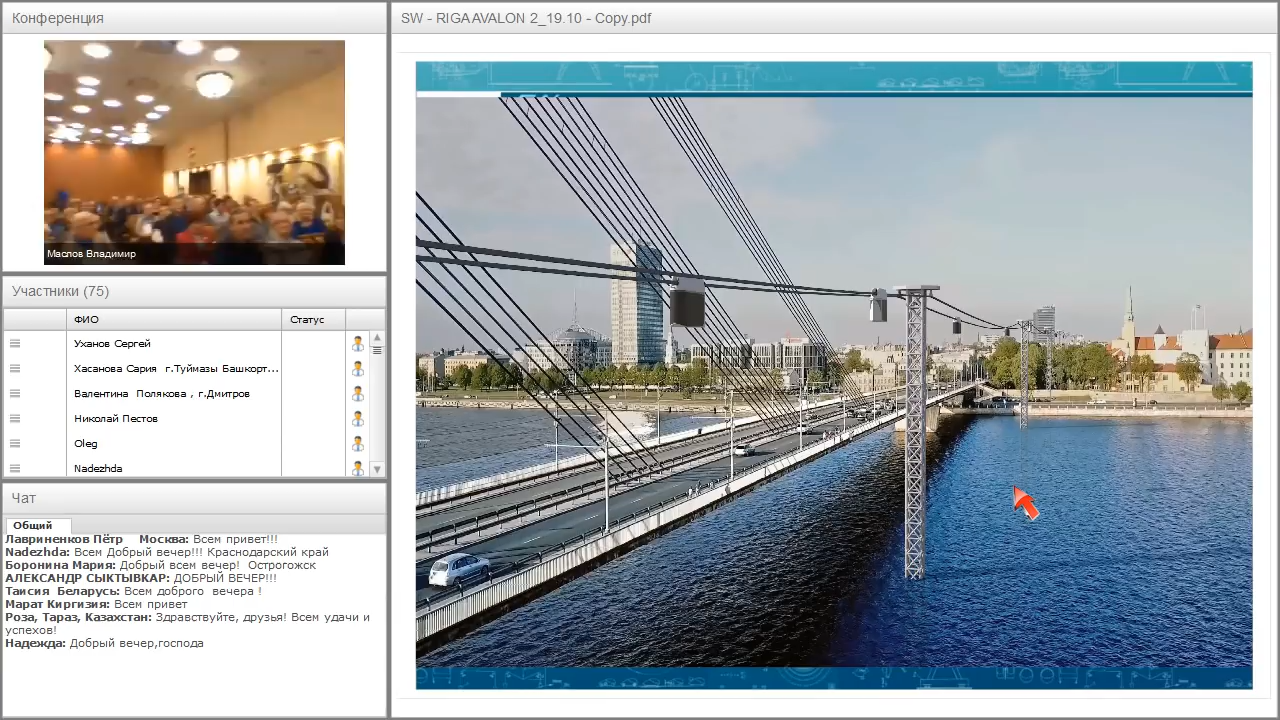 Конференция
Маслов Владимир
Участники (75)
ФИО
Статус
Уханов Сергей
Хасанова Сария г.Туймазы Башкорт...
Валентина Полякова , г.Дмитров
Николай Пестов
Oleg
Nadezhda
Чат
Общий
Лавриненков Пётр Москва: Всем привет!!!
Nadezhda: Всем Добрый вечер!!! Краснодарский край
Боронина Мария: Добрый всем вечер! Острогожск
АЛЕКСАНДР СЫКТЫВКАР: ДОБРЫЙ ВЕЧЕР!!!
Таисия Беларусь: Всем доброго вечера !
Марат Киргизия: Всем привет
Роза, Тараз, Казахстан: Здравствуйте, друзья! Всем удачи и
успехов!
Надежда: Добрый вечер,господа
SW - RIGAAVALON 2_19.10 - Copy.pdf